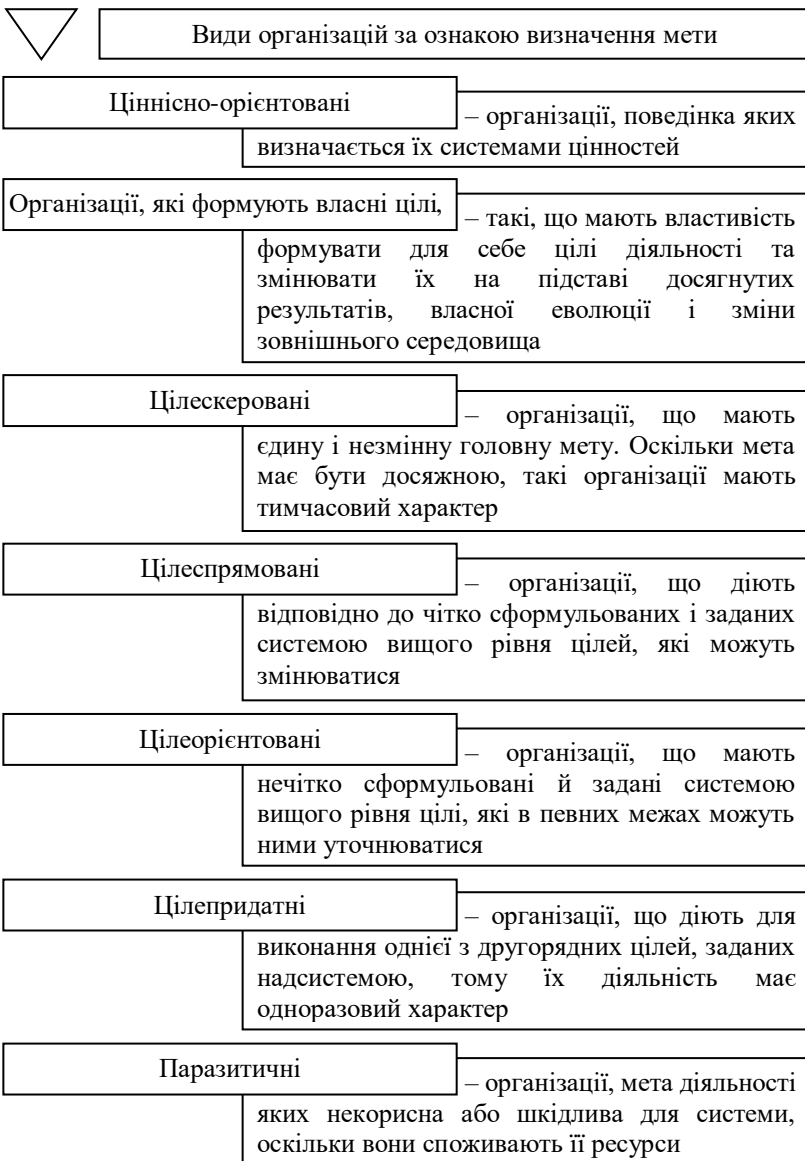 Види організацій за ознакою визначення мети
Ціннісно-орієнтовані
– організації, поведінка яких
визначається їх системами цінностей
Організації, які формують власні цілі,
– такі, що мають властивість
формувати для себе цілі діяльності та
змінювати їх на підставі досягнутих
результатів, власної еволюції і зміни
зовнішнього середовища
Цілескеровані
– організації, що мають
єдину і незмінну головну мету. Оскільки мета
має бути досяжною, такі організації мають
тимчасовий характер
Цілеспрямовані
– організації, що діють
відповідно до чітко сформульованих і заданих
системою вищого рівня цілей, які можуть
змінюватися
Цілеорієнтовані
– організації, що мають
нечітко сформульовані й задані системою
вищого рівня цілі, які в певних межах можуть
ними уточнюватися
Цілепридатні
– організації, що діють для
виконання однієї з другорядних цілей, заданих
надсистемою, тому їх діяльність має
одноразовий характер
Паразитичні
– організації, мета діяльності
яких некорисна або шкідлива для системи,
оскільки вони споживають її ресурси